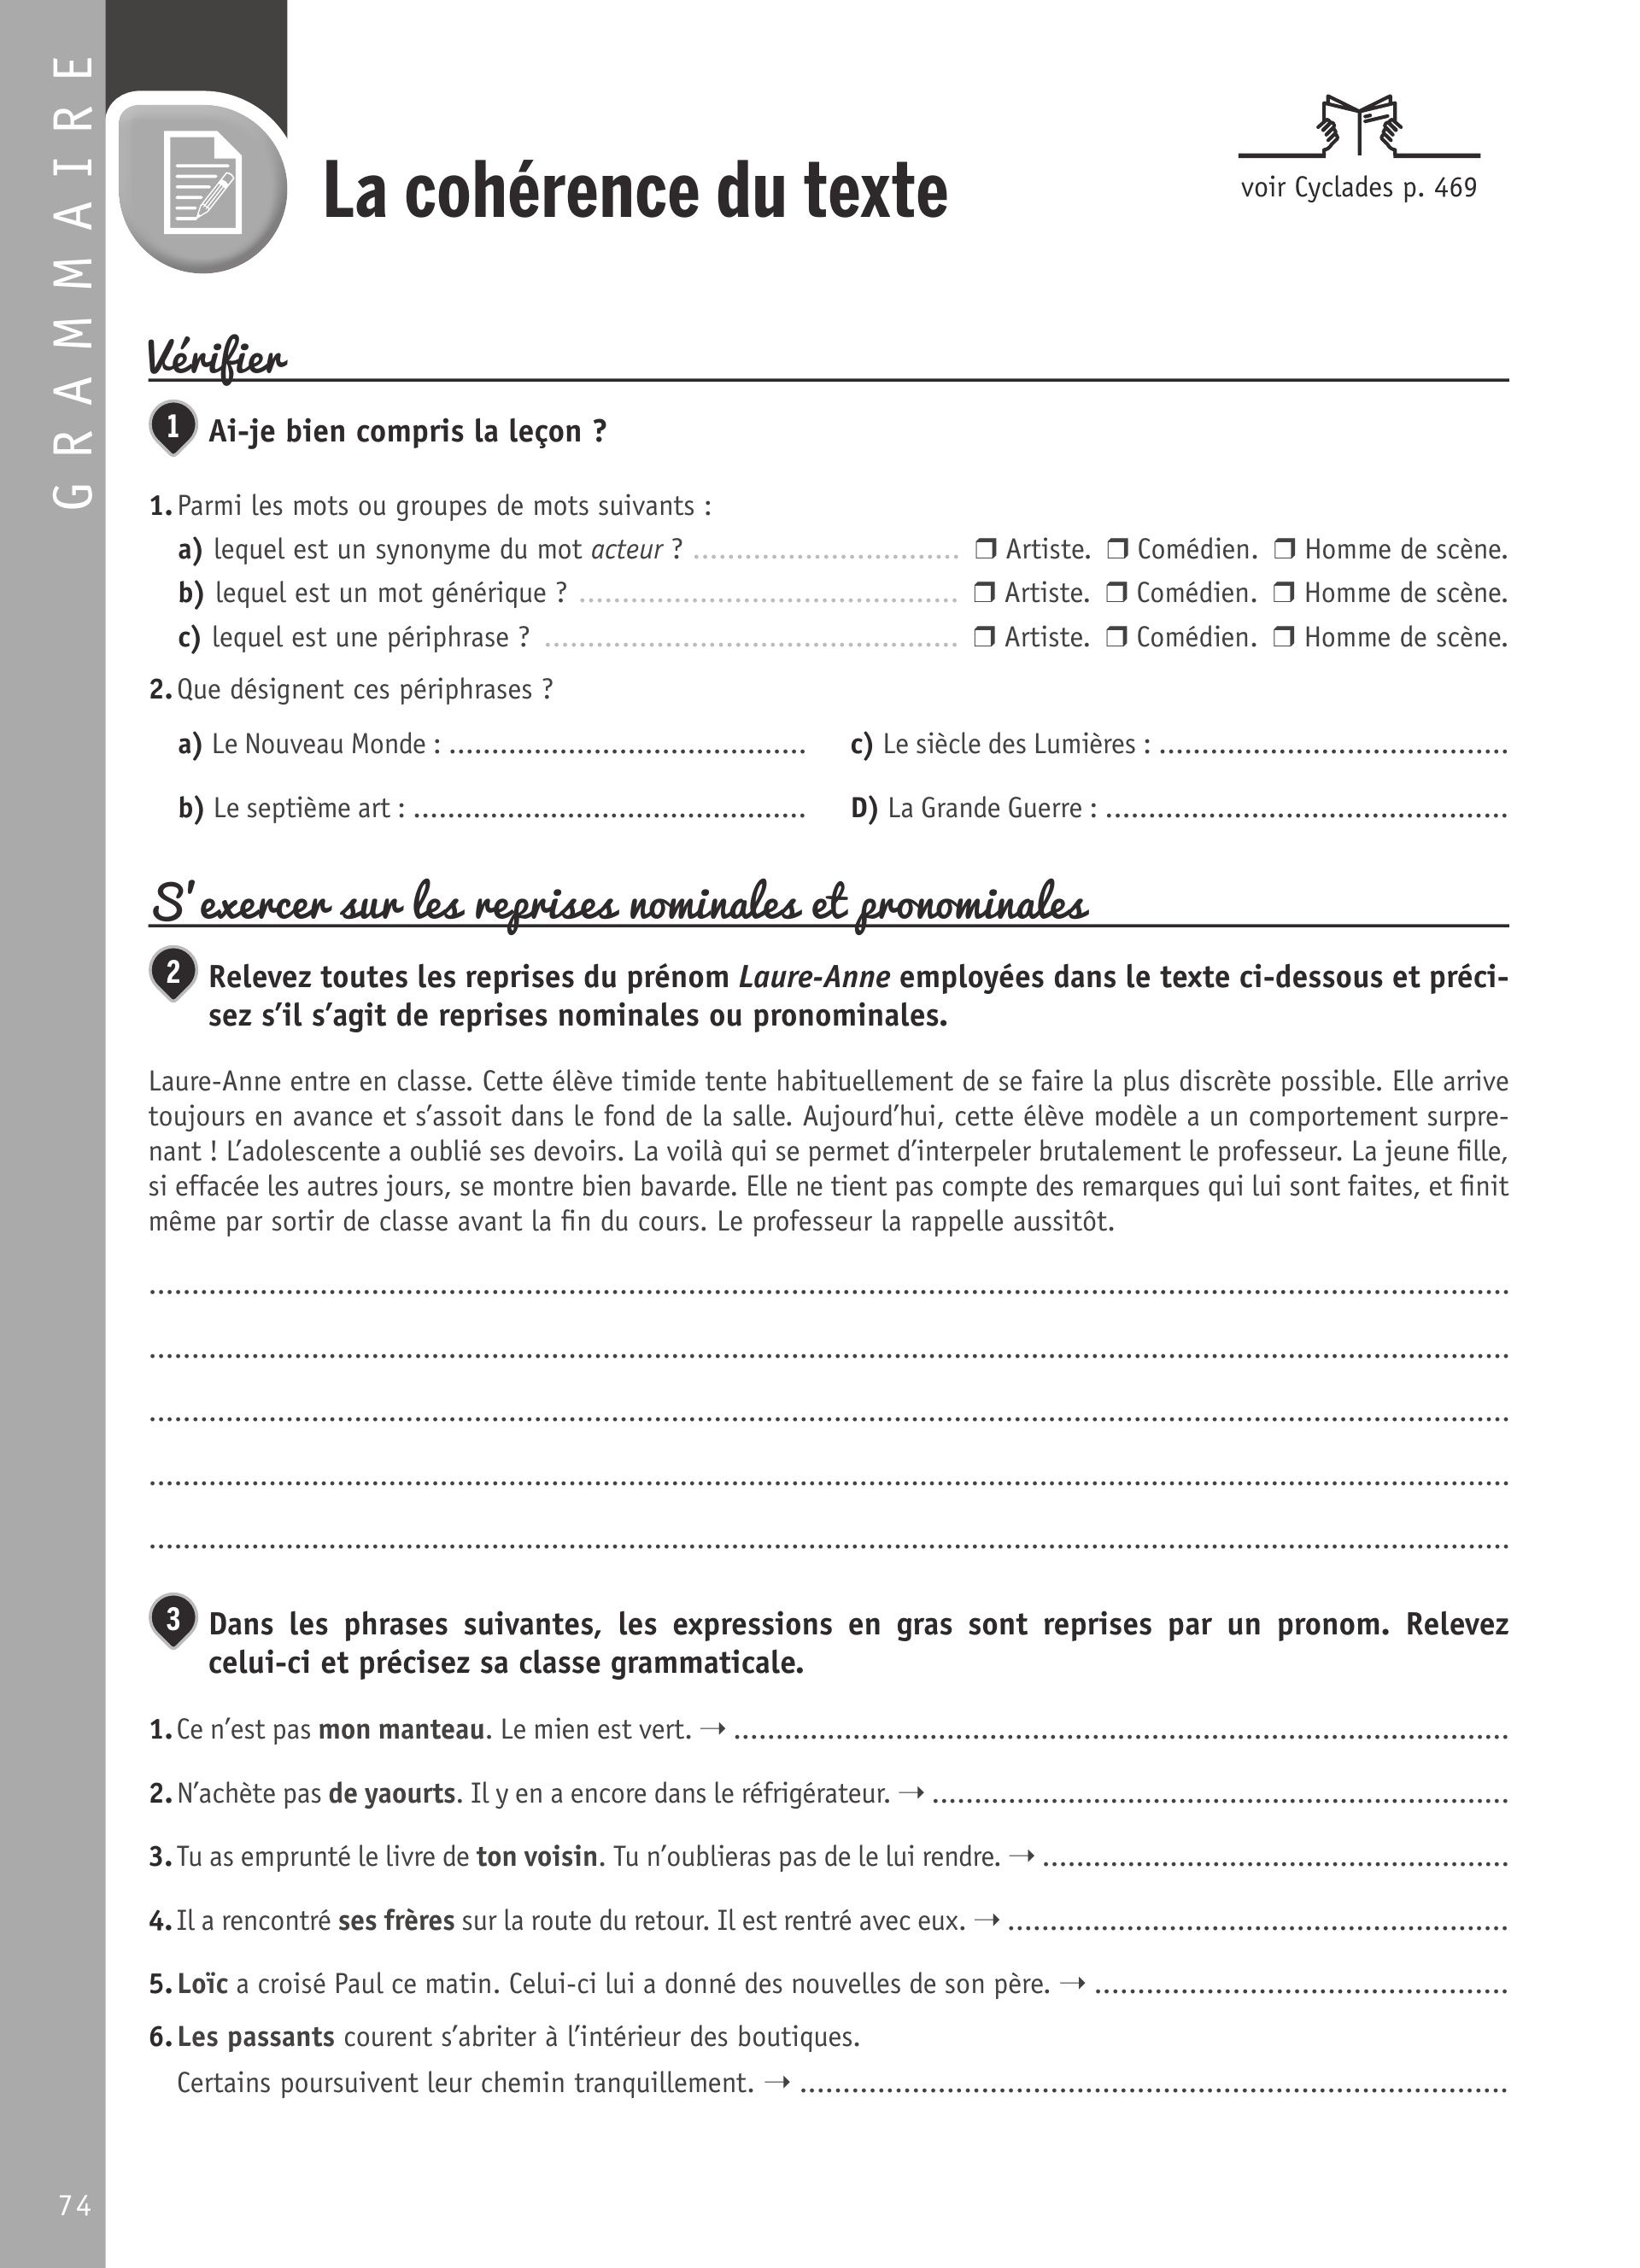 GRAMMAIRE
La cohérence du texte
voir Cyclades p. 469
Vérifier
1 Ai-je bien compris la leçon ?
1. Parmi les mots ou groupes de mots suivants :
a) lequel est un synonyme du mot acteur ? ............................... ❒ Artiste. ❒ Comédien. ❒ Homme de scène.
b) lequel est un mot générique ? ............................................ ❒ Artiste. ❒ Comédien. ❒ Homme de scène.
c) lequel est une périphrase ? ................................................ ❒ Artiste. ❒ Comédien. ❒ Homme de scène.
2. Que désignent ces périphrases ?
a) Le Nouveau Monde : .......................................... c) Le siècle des Lumières : .........................................
b) Le septième art : .............................................. D) La Grande Guerre : ...............................................
S'exercer sur les reprises nominales et pronominales
2 Relevez toutes les reprises du prénom Laure-Anne employées dans le texte ci-dessous et préci-
sez s'il s'agit de reprises nominales ou pronominales.
Laure-Anne entre en classe. Cette élève timide tente habituellement de se faire la plus discrète possible. Elle arrive
toujours en avance et s'assoit dans le fond de la salle. Aujourd'hui, cette élève modèle a un comportement surpre-
nant ! L'adolescente a oublié ses devoirs. La voilà qui se permet d'interpeler brutalement le professeur. La jeune fille,
si effacée les autres jours, se montre bien bavarde. Elle ne tient pas compte des remarques qui lui sont faites, et finit
même par sortir de classe avant la fin du cours. Le professeur la rappelle aussitôt.
3 Dans les phrases suivantes, les expressions en gras sont reprises par un pronom. Relevez
celui-ci et précisez sa classe grammaticale.
1. Ce n'est pas mon manteau. Le mien est vert. → ..........................................................................................
2. N'achète pas de yaourts. Il y en a encore dans le réfrigérateur. → ...................................................................
3. Tu as emprunté le livre de ton voisin. Tu n'oublieras pas de le lui rendre. → ......................................................
4. Il a rencontré ses frères sur la route du retour. Il est rentré avec eux. → ..........................................................
5. Loïc a croisé Paul ce matin. Celui-ci lui a donné des nouvelles de son père. → ................................................
6. Les passants courent s'abriter à l'intérieur des boutiques.
Certains poursuivent leur chemin tranquillement. → ..................................................................................
74